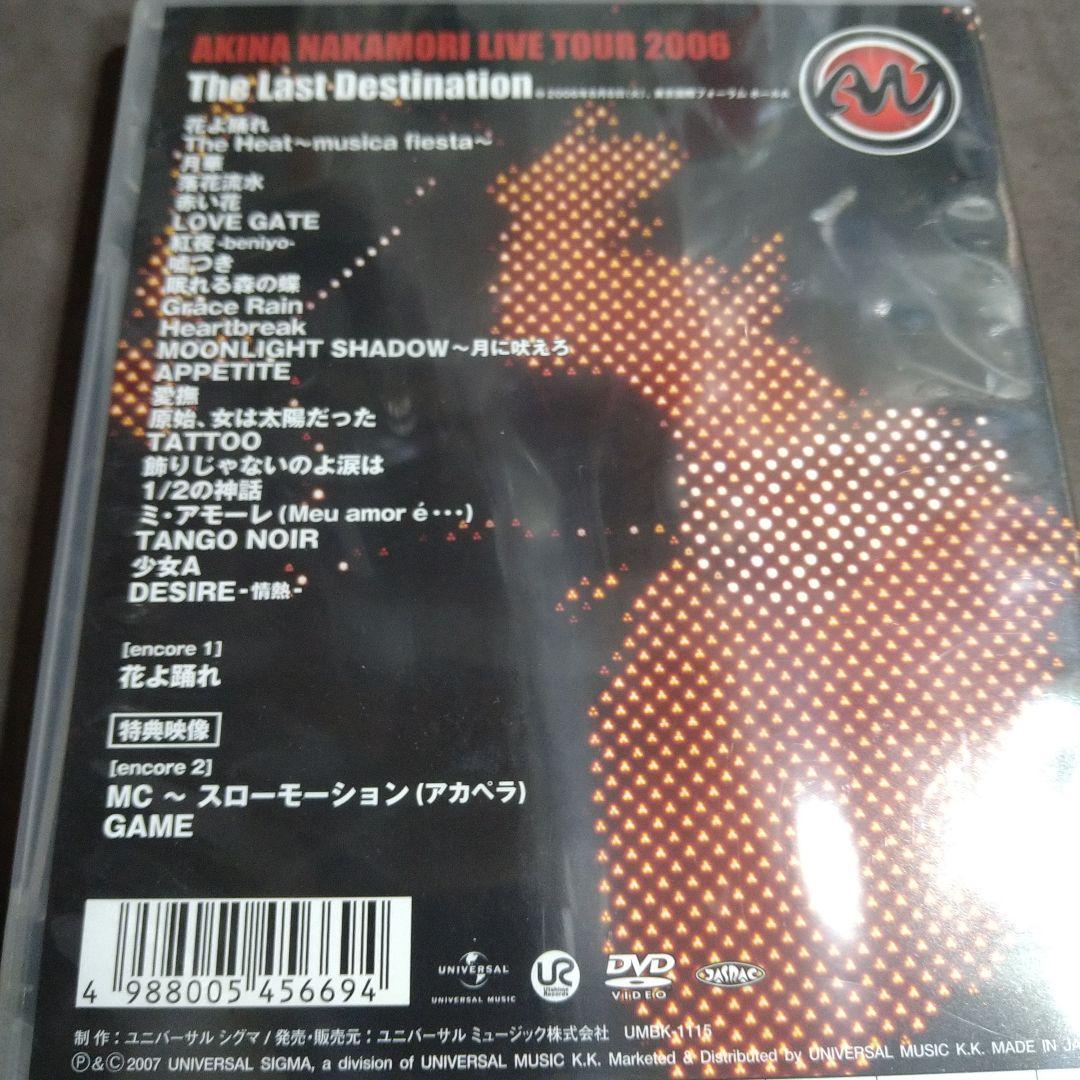 AKINA NAKAMORI LIVE TOUR 2006
The Last Destination
花よ踊れ
The Heat～musica fiesta～
月華
落花流水
赤い花
LOVE GATE
紅夜-beniyo-
嘘つき
眠れる森の蝶
Grace Rain
Heartbreak
MOONLIGHT SHADOW～月に吠えろ
APPETITE
愛撫
原始、女は太陽だった
TATTOO
飾りじゃないのよ涙は
1/2の神話
ミ・アモーレ(Meu amor é・・・)
TANGO NOIR
少女A
DESIRE-情熱-
[encore 1]
花よ踊れ
特典映像
[encore 2]
MC ～ スローモーション(アカペラ)
GAME
4 988005 456694
UNIVERSAL
UNIVERSAL MUSIC
UR
Utahime Records
DVD
VIDEO
JASRAC
制作：ユニバーサル シグマ / 発売・販売元：ユニバーサル ミュージック株式会社 UMBK-1115
Ⓟ&Ⓒ2007 UNIVERSAL SIGMA, a division of UNIVERSAL MUSIC K.K. Marketed & Distributed by UNIVERSAL MUSIC K.K. MADE IN JA